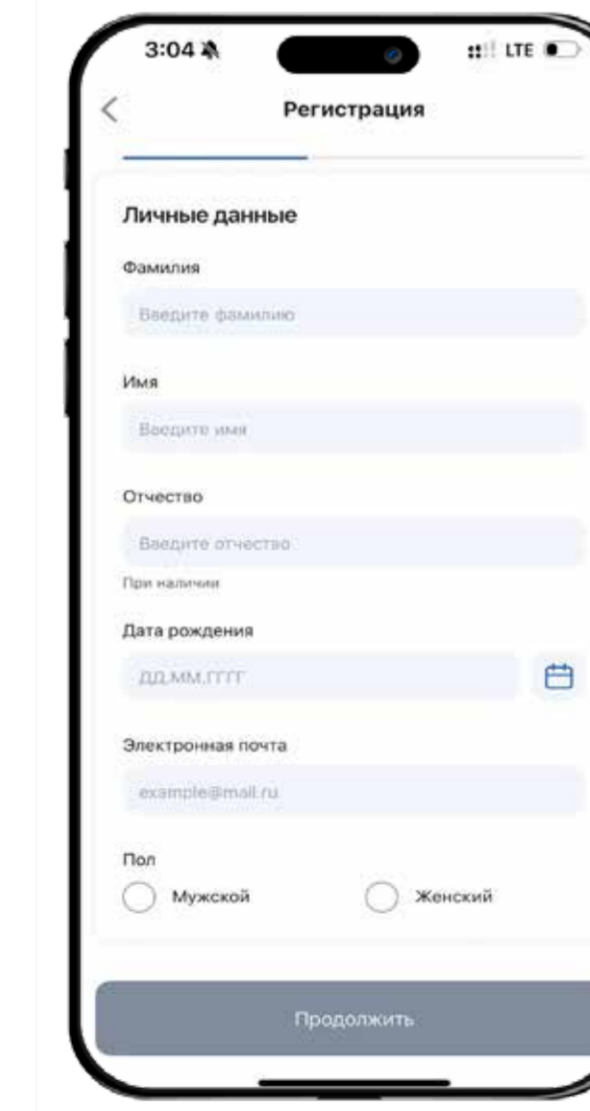 3:04 LTE
Регистрация
Личные данные
Фамилия
Введите фамилию
Имя
Введите имя
Отчество
Введите отчество
При наличии
Дата рождения
ДД.ММ.ГГГГ
Электронная почта
example@mail.ru
Пол
Мужской Женский
Продолжить